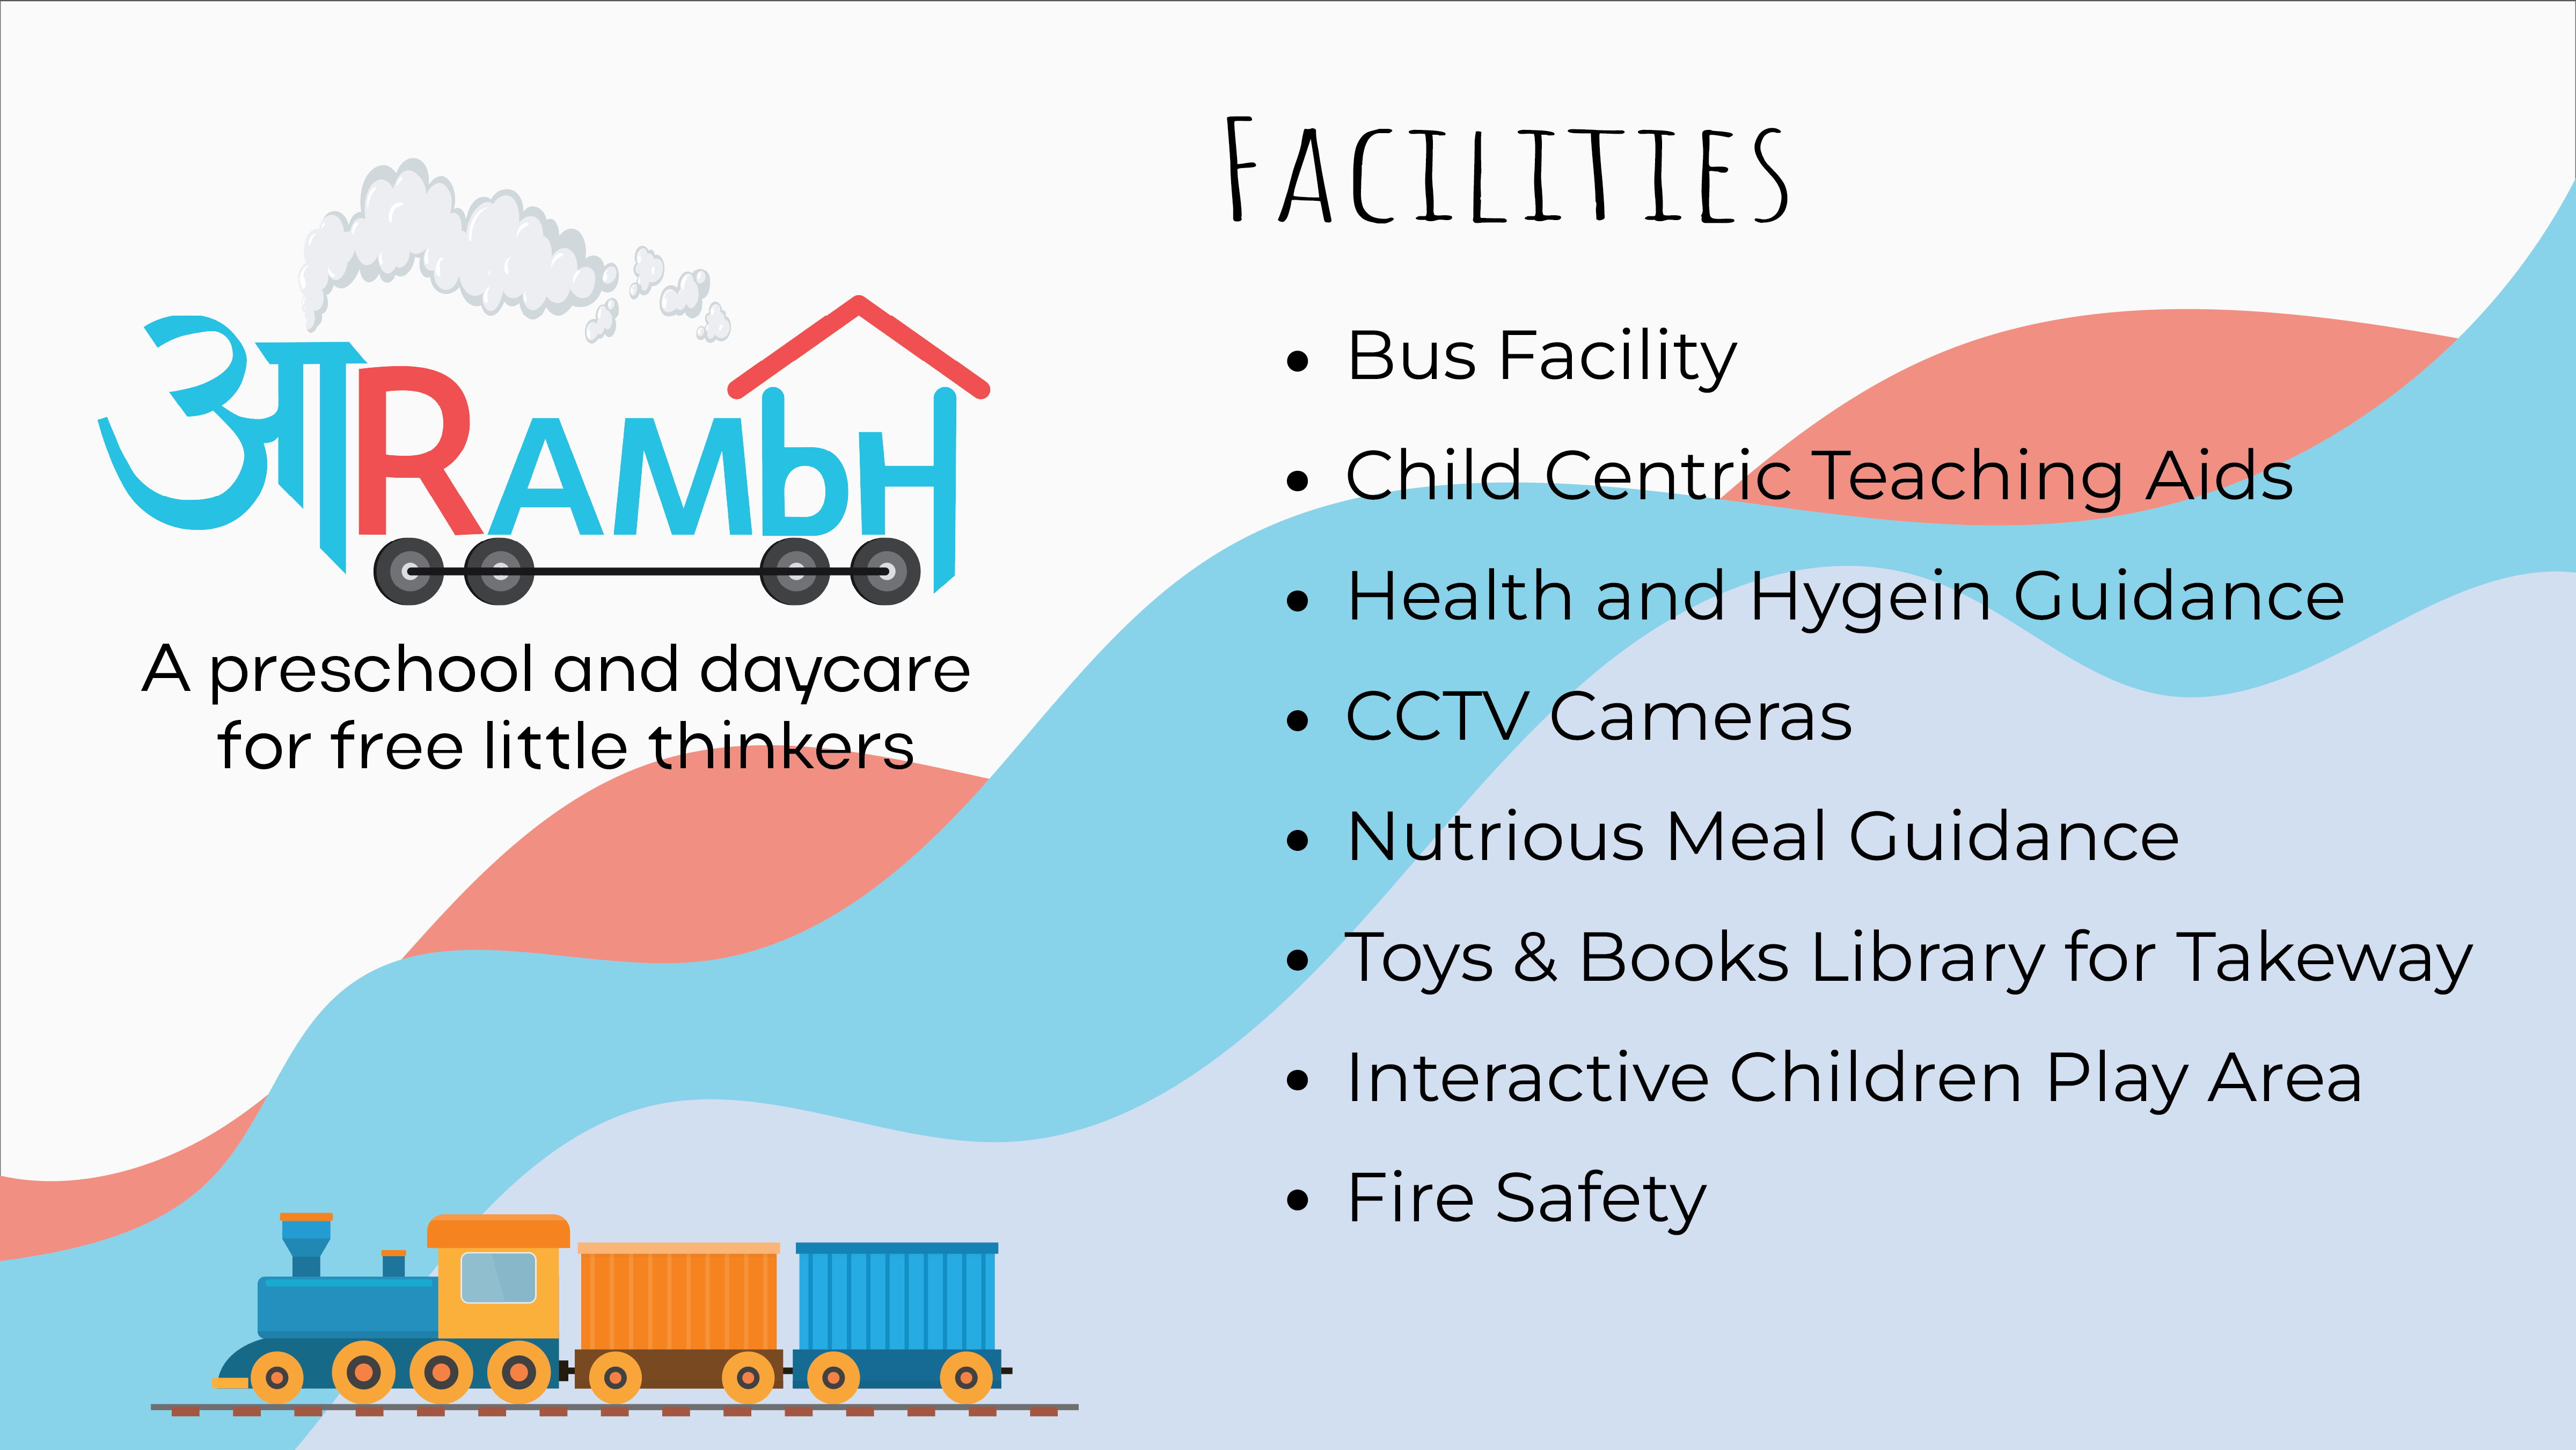 आRAMbH
A preschool and daycare
for free little thinkers
FACILITIES
• Bus Facility
• Child Centric Teaching Aids
• Health and Hygein Guidance
• CCTV Cameras
• Nutrious Meal Guidance
• Toys & Books Library for Takeway
• Interactive Children Play Area
• Fire Safety